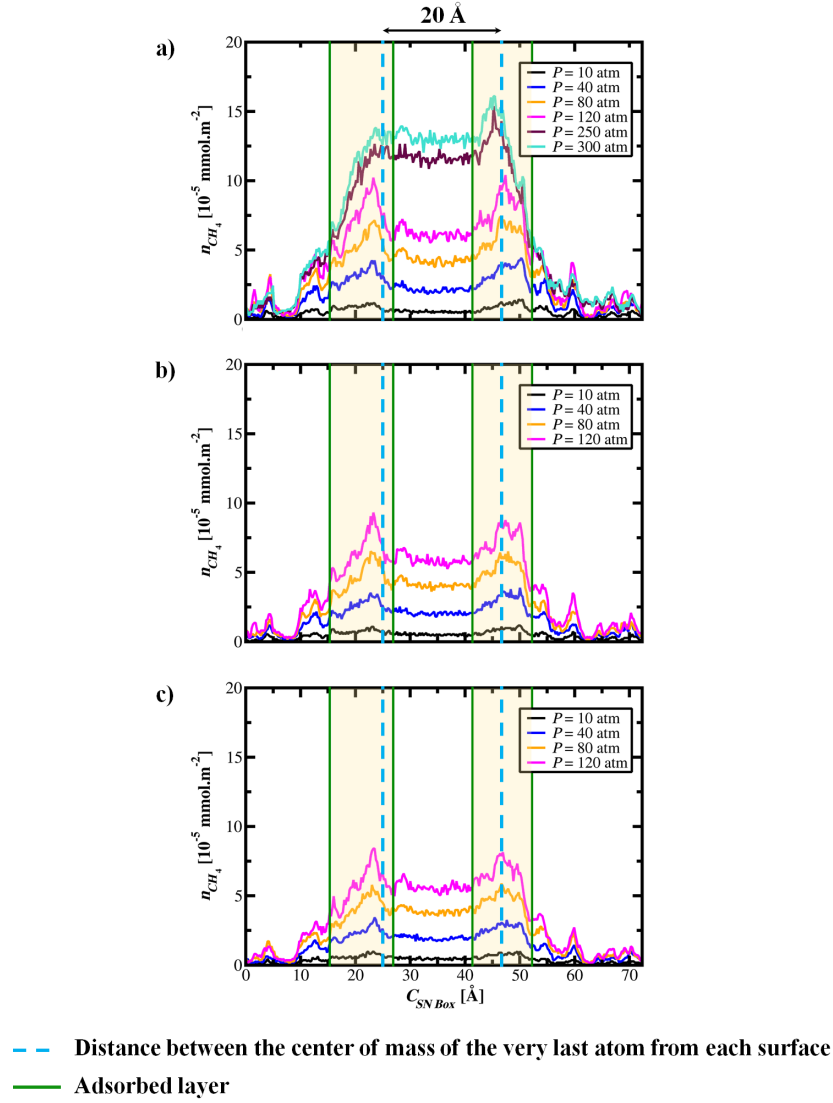 20 Å
a)
20
15
10
5
0
n_CH4 [10^-5 mmol.m^-2]
P = 10 atm
P = 40 atm
P = 80 atm
P = 120 atm
P = 250 atm
P = 300 atm
b)
20
15
10
5
0
n_CH4 [10^-5 mmol.m^-2]
P = 10 atm
P = 40 atm
P = 80 atm
P = 120 atm
c)
20
15
10
5
0
n_CH4 [10^-5 mmol.m^-2]
P = 10 atm
P = 40 atm
P = 80 atm
P = 120 atm
0 10 20 30 40 50 60 70
C_SN Box [Å]
Distance between the center of mass of the very last atom from each surface
Adsorbed layer